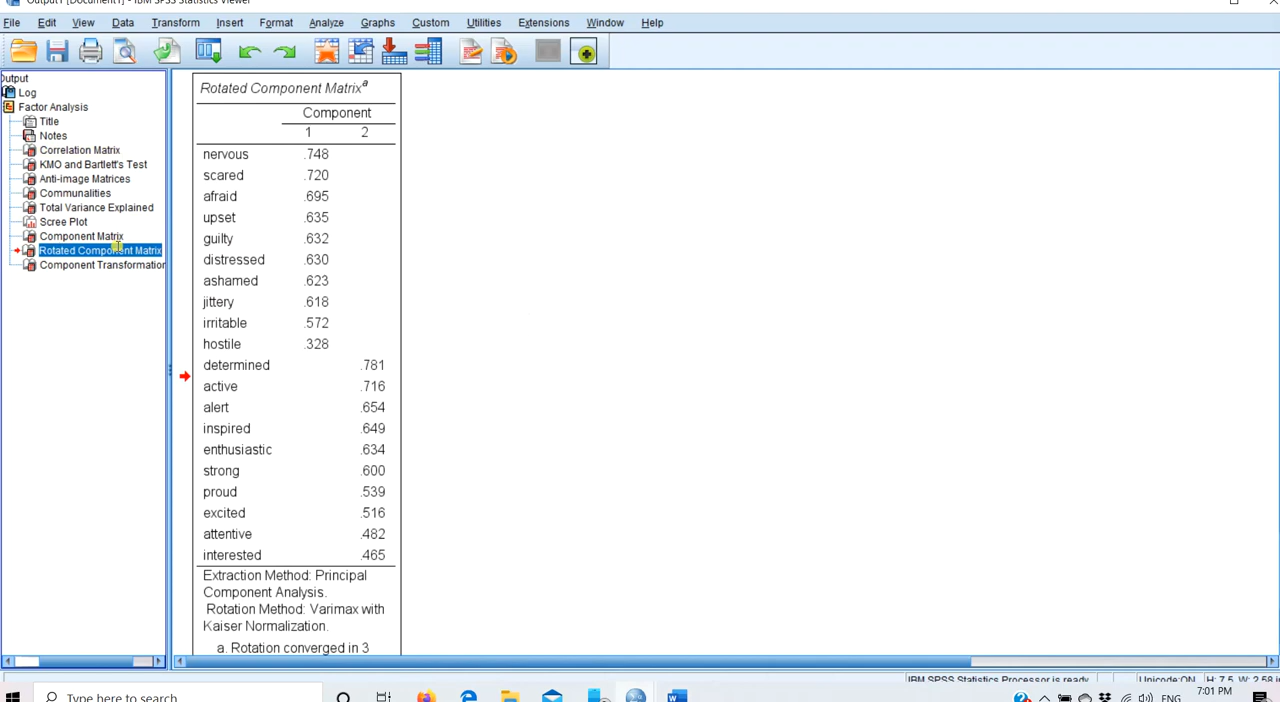 Output1 [Document1] - IBM SPSS Statistics Viewer
File Edit View Data Transform Insert Format Analyze Graphs Custom Utilities Extensions Window Help
Output
Log
Factor Analysis
Title
Notes
Correlation Matrix
KMO and Bartlett's Test
Anti-image Matrices
Communalities
Total Variance Explained
Scree Plot
Component Matrix
Rotated Component Matrix
Component Transformation
Rotated Component Matrixa
Component
1 2
nervous .748
scared .720
afraid .695
upset .635
guilty .632
distressed .630
ashamed .623
jittery .618
irritable .572
hostile .328
determined .781
active .716
alert .654
inspired .649
enthusiastic .634
strong .600
proud .539
excited .516
attentive .482
interested .465
Extraction Method: Principal
Component Analysis.
Rotation Method: Varimax with
Kaiser Normalization.
a. Rotation converged in 3
IBM SPSS Statistics Processor is ready Unicode:ON H: 7.5, W: 2.58 i
Type here to search
ENG
7:01 PM